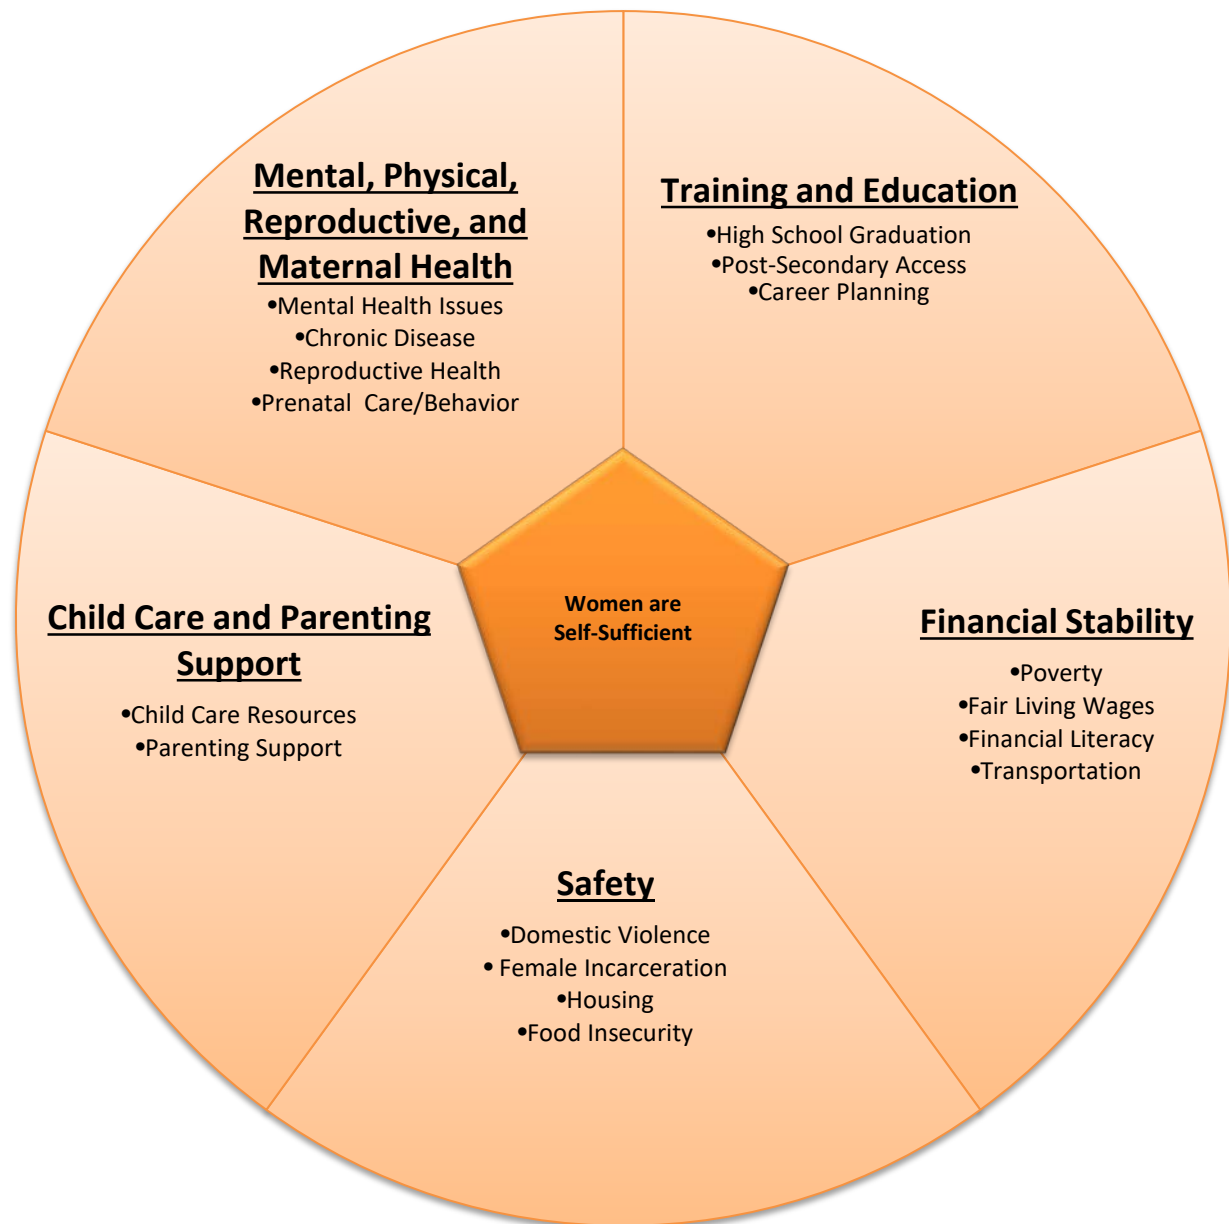 Mental, Physical,
Reproductive, and
Maternal Health
•Mental Health Issues
•Chronic Disease
•Reproductive Health
•Prenatal  Care/Behavior
Training and Education
•High School Graduation
•Post-Secondary Access
•Career Planning
Child Care and Parenting
Support
•Child Care Resources
•Parenting Support
Women are
Self-Sufficient
Financial Stability
•Poverty
•Fair Living Wages
•Financial Literacy
•Transportation
Safety
•Domestic Violence
• Female Incarceration
•Housing
•Food Insecurity